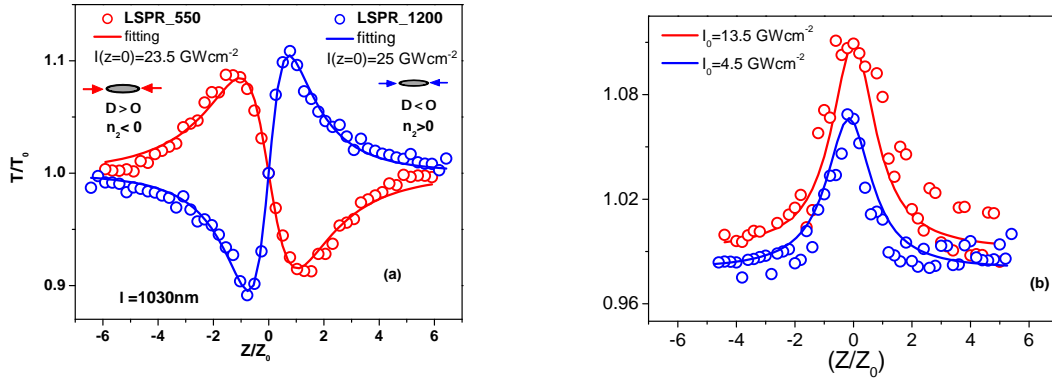 LSPR_550
fitting
I(z=0)=23.5 GWcm-2
D > O
n2< 0
LSPR_1200
fitting
I(z=0)=25 GWcm-2
D < O
n2>0
T/T0
1.1
1.0
0.9
l = 1030nm
(a)
-6 -4 -2 0 2 4 6
Z/Z0
I0=13.5 GWcm-2
I0=4.5 GWcm-2
1.08
1.02
0.96
(b)
-6 -4 -2 0 2 4 6
(Z/Z0)